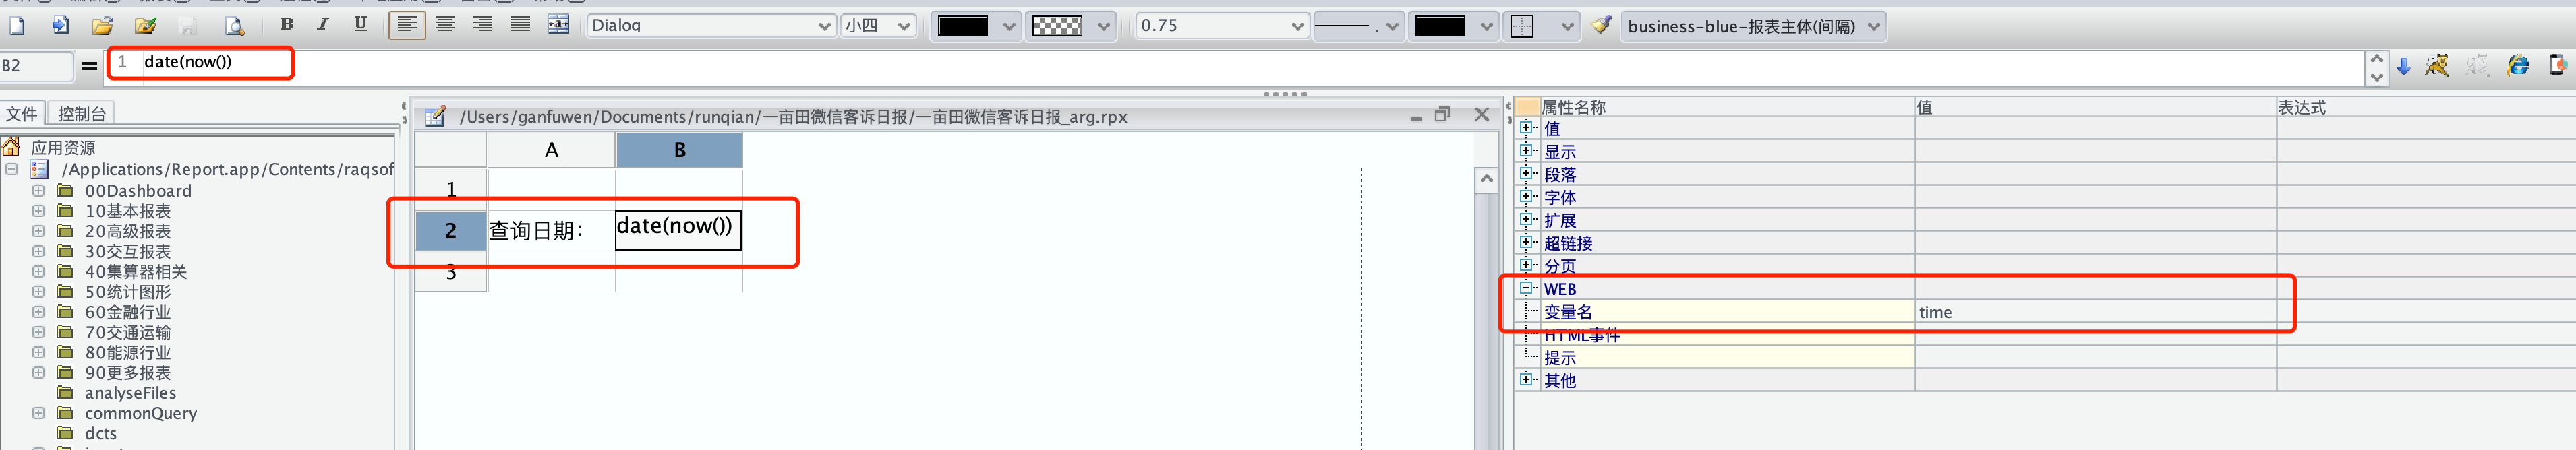 B I U Dialog 小四 0.75 business-blue-报表主体(间隔)
B2 = 1 date(now())
文件 控制台
应用资源
/Applications/Report.app/Contents/raqsof
00Dashboard
10基本报表
20高级报表
30交互报表
40集算器相关
50统计图形
60金融行业
70交通运输
80能源行业
90更多报表
analyseFiles
commonQuery
dcts
/Users/ganfuwen/Documents/runqian/一亩田微信客诉日报/一亩田微信客诉日报_arg.rpx
A B
1
2 查询日期: date(now())
3
属性名称 值 表达式
值
显示
段落
字体
扩展
超链接
分页
WEB
变量名 time
HTML事件
提示
其他